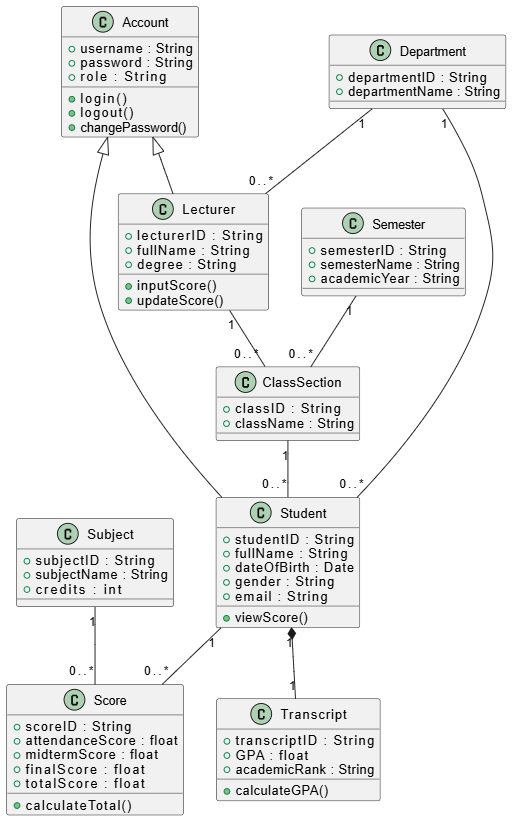 C Account
username : String
password : String
role : String
login()
logout()
changePassword()
C Department
departmentID : String
departmentName : String
1
1
0..*
C Lecturer
lecturerID : String
fullName : String
degree : String
inputScore()
updateScore()
C Semester
semesterID : String
semesterName : String
academicYear : String
1
1
0..*
0..*
C ClassSection
classID : String
className : String
1
0..*
0..*
C Student
studentID : String
fullName : String
dateOfBirth : Date
gender : String
email : String
viewScore()
C Subject
subjectID : String
subjectName : String
credits : int
1
1
1
0..*
0..*
1
C Score
scoreID : String
attendanceScore : float
midtermScore : float
finalScore : float
totalScore : float
calculateTotal()
C Transcript
transcriptID : String
GPA : float
academicRank : String
calculateGPA()